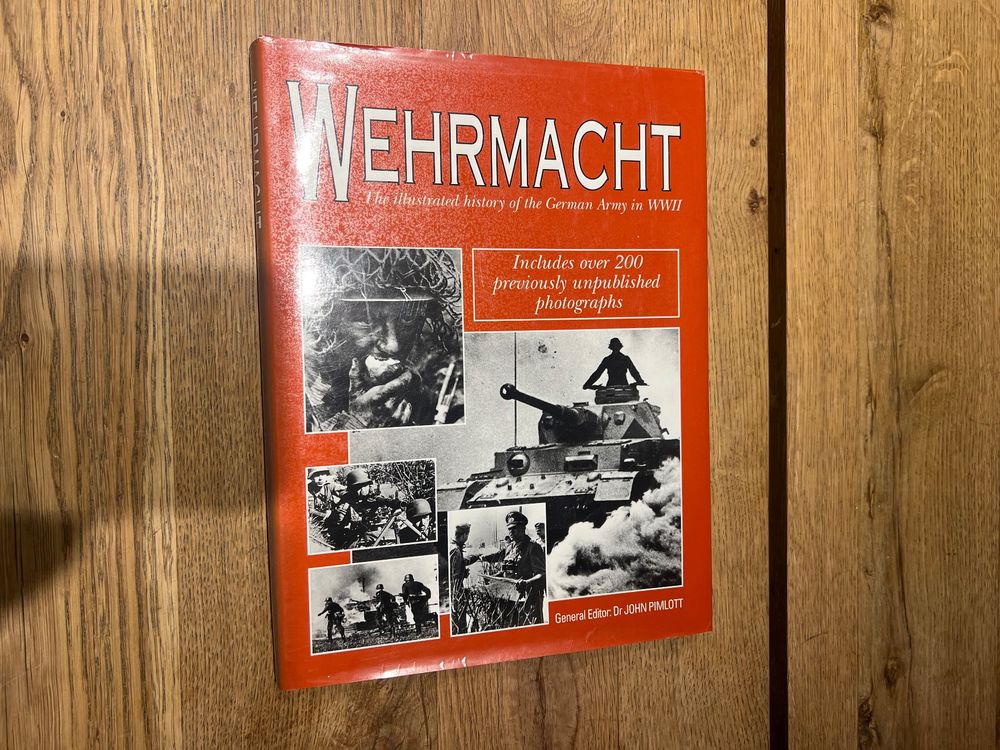 WEHRMACHT
WEHRMACHT
The illustrated history of the German Army in WWII
Includes over 200
previously unpublished
photographs
General Editor: Dr JOHN PIMLOTT